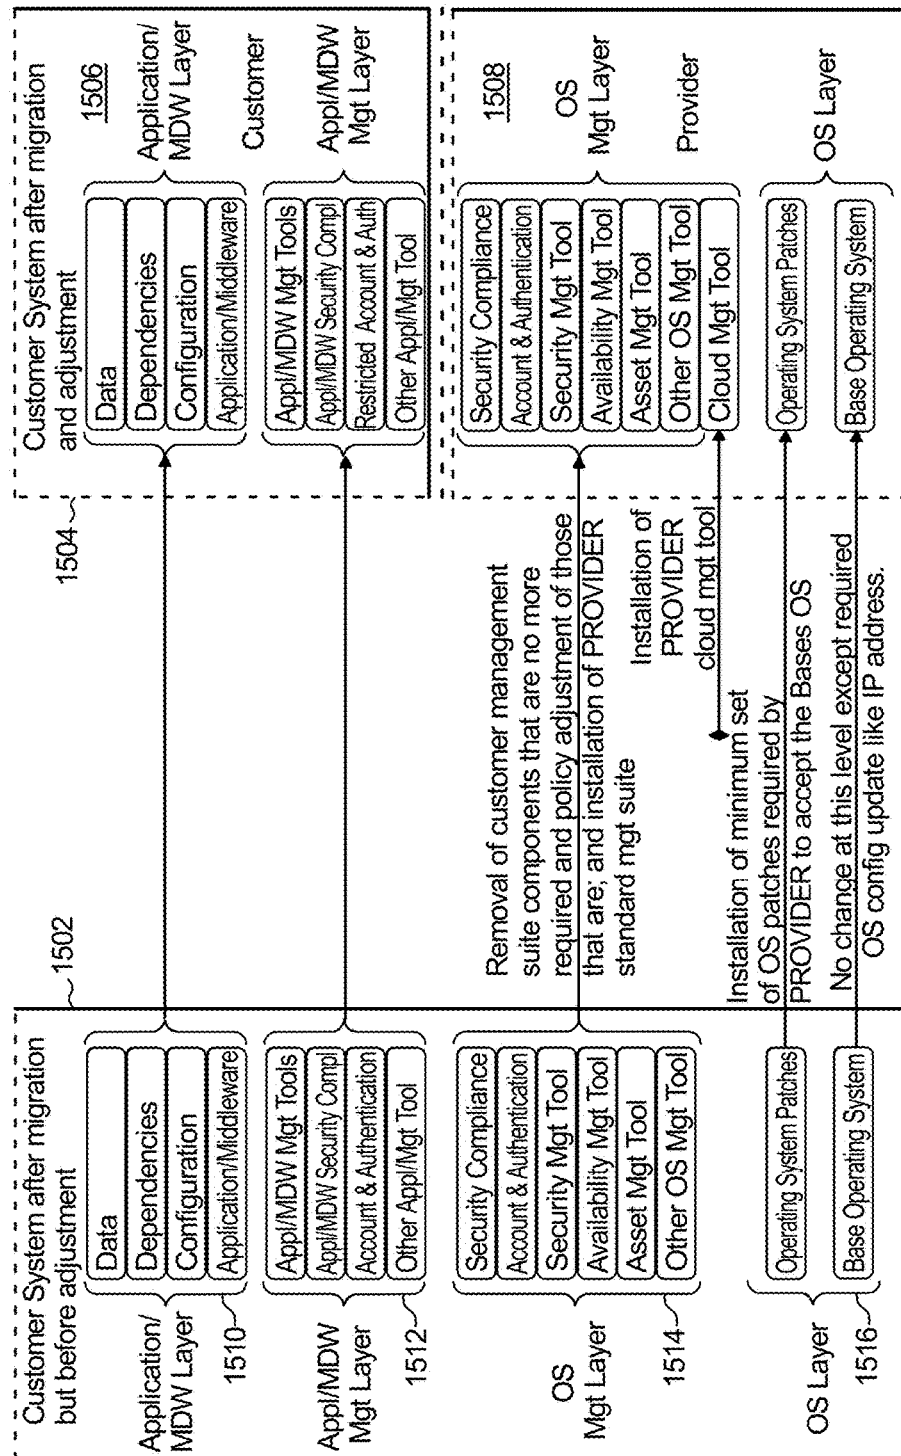 Customer System after migration
but before adjustment
Application/
MDW Layer
1510
Data
Dependencies
Configuration
Application/Middleware
Appl/MDW
Mgt Layer
1512
Appl/MDW Mgt Tools
Appl/MDW Security Compl
Account & Authentication
Other Appl/Mgt Tool
OS
Mgt Layer
1514
Security Compliance
Account & Authentication
Security Mgt Tool
Availability Mgt Tool
Asset Mgt Tool
Other OS Mgt Tool
OS Layer
1516
Operating System Patches
Base Operating System
1502
Removal of customer management
suite components that are no more
required and policy adjustment of those
that are; and installation of PROVIDER
standard mgt suite
Installation of
PROVIDER
cloud mgt tool
Installation of minimum set
of OS patches required by
PROVIDER to accept the Bases OS
No change at this level except required
OS config update like IP address.
1504
Customer System after migration
and adjustment
1506
Data
Dependencies
Configuration
Application/Middleware
Application/
MDW Layer
Customer
Appl/MDW Mgt Tools
Appl/MDW Security Compl
Restricted Account & Auth
Other Appl/Mgt Tool
Appl/MDW
Mgt Layer
1508
Security Compliance
Account & Authentication
Security Mgt Tool
Availability Mgt Tool
Asset Mgt Tool
Other OS Mgt Tool
Cloud Mgt Tool
OS
Mgt Layer
Provider
Operating System Patches
Base Operating System
OS Layer